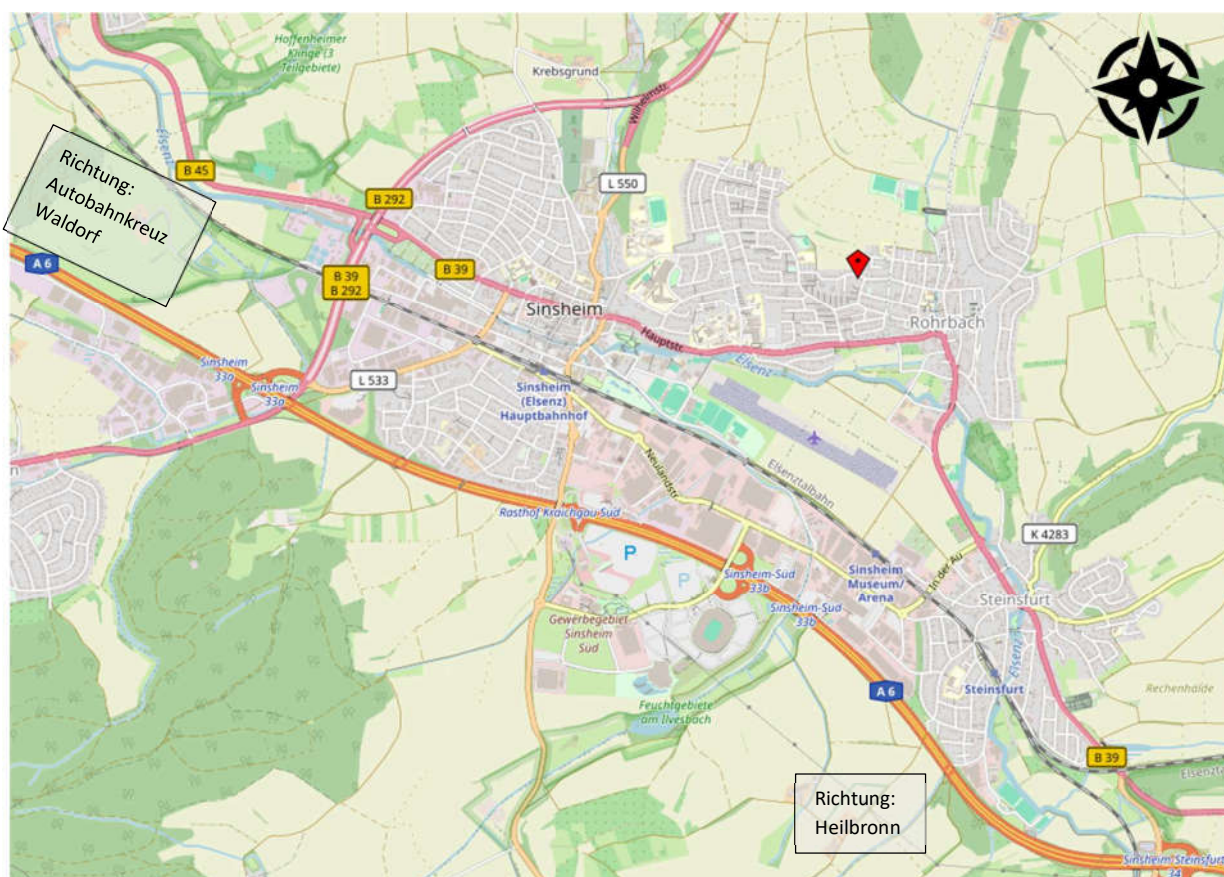 Hoffenheimer
Klinge (3
Teilgebiete)
Krebsgrund
Wilhelmstr.
Elsenz
Richtung:
Autobahnkreuz
Waldorf
B 45
B 292
L 550
A 6
B 39
B 292
B 39
Sinsheim
Hauptstr.
Elsenz
Rohrbach
Sinsheim
33a
Sinsheim
33a
L 533
Sinsheim
(Elsenz)
Hauptbahnhof
Neulandstr.
Elsenztalbahn
Rasthof Kraichgau-Süd
P
P
Sinsheim-Süd
33b
Sinsheim-Süd
33b
Sinsheim
Museum/
Arena
In der Au
K 4283
Steinsfurt
Gewerbegebiet
Sinsheim
Süd
Elsenz
Steinsfurt
Rechenhalde
A 6
Feuchtgebiete
am Ilvesbach
B 39
Richtung:
Heilbronn
Sinsheim-Steinsfurt
34